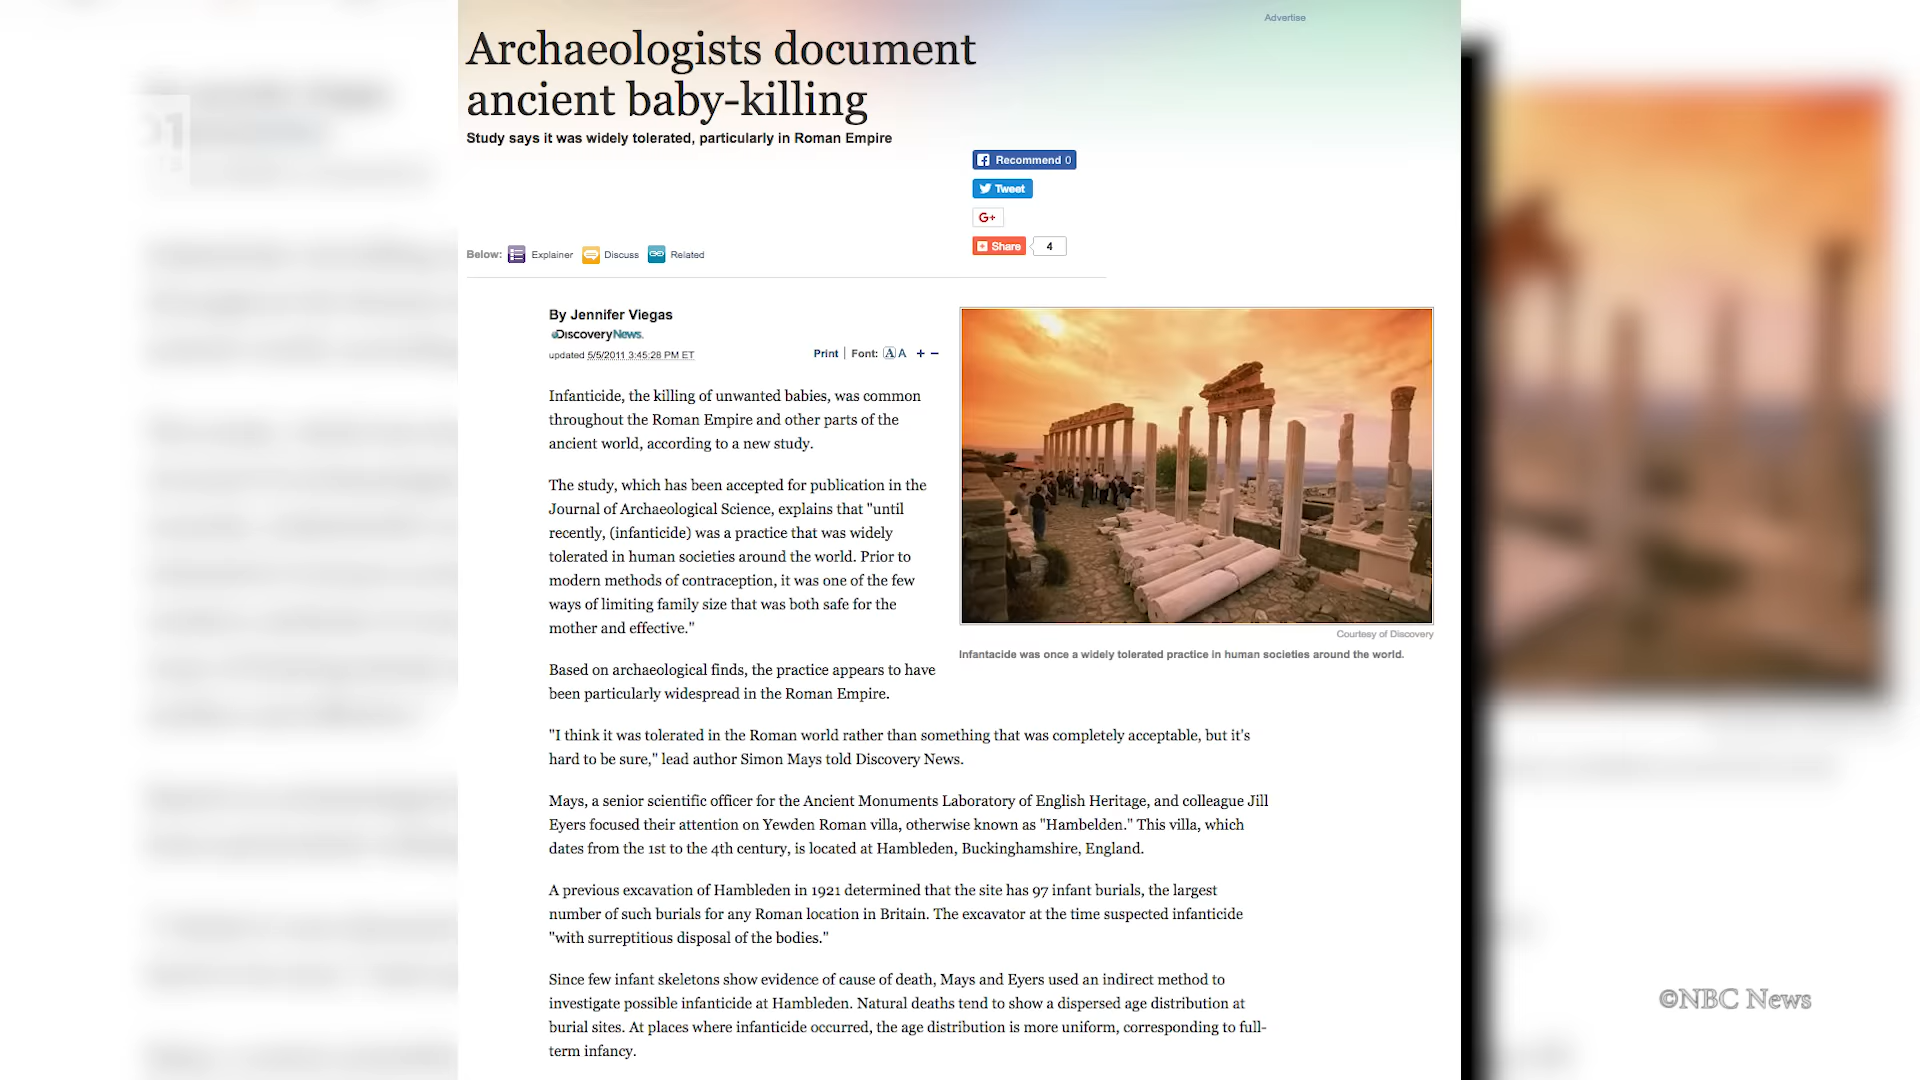 Advertise
Archaeologists document
ancient baby-killing
Study says it was widely tolerated, particularly in Roman Empire
Recommend 0
Tweet
G+
Share 4
Below: Explainer Discuss Related
By Jennifer Viegas
Discovery News.
updated 5/5/2011 3:45:28 PM ET
Print | Font: A A + −
Infanticide, the killing of unwanted babies, was common
throughout the Roman Empire and other parts of the
ancient world, according to a new study.
The study, which has been accepted for publication in the
Journal of Archaeological Science, explains that "until
recently, (infanticide) was a practice that was widely
tolerated in human societies around the world. Prior to
modern methods of contraception, it was one of the few
ways of limiting family size that was both safe for the
mother and effective."
Courtesy of Discovery
Infantacide was once a widely tolerated practice in human societies around the world.
Based on archaeological finds, the practice appears to have
been particularly widespread in the Roman Empire.
"I think it was tolerated in the Roman world rather than something that was completely acceptable, but it's
hard to be sure," lead author Simon Mays told Discovery News.
Mays, a senior scientific officer for the Ancient Monuments Laboratory of English Heritage, and colleague Jill
Eyers focused their attention on Yewden Roman villa, otherwise known as "Hambelden." This villa, which
dates from the 1st to the 4th century, is located at Hambleden, Buckinghamshire, England.
A previous excavation of Hambleden in 1921 determined that the site has 97 infant burials, the largest
number of such burials for any Roman location in Britain. The excavator at the time suspected infanticide
"with surreptitious disposal of the bodies."
Since few infant skeletons show evidence of cause of death, Mays and Eyers used an indirect method to
investigate possible infanticide at Hambleden. Natural deaths tend to show a dispersed age distribution at
burial sites. At places where infanticide occurred, the age distribution is more uniform, corresponding to full-
term infancy.
©NBC News